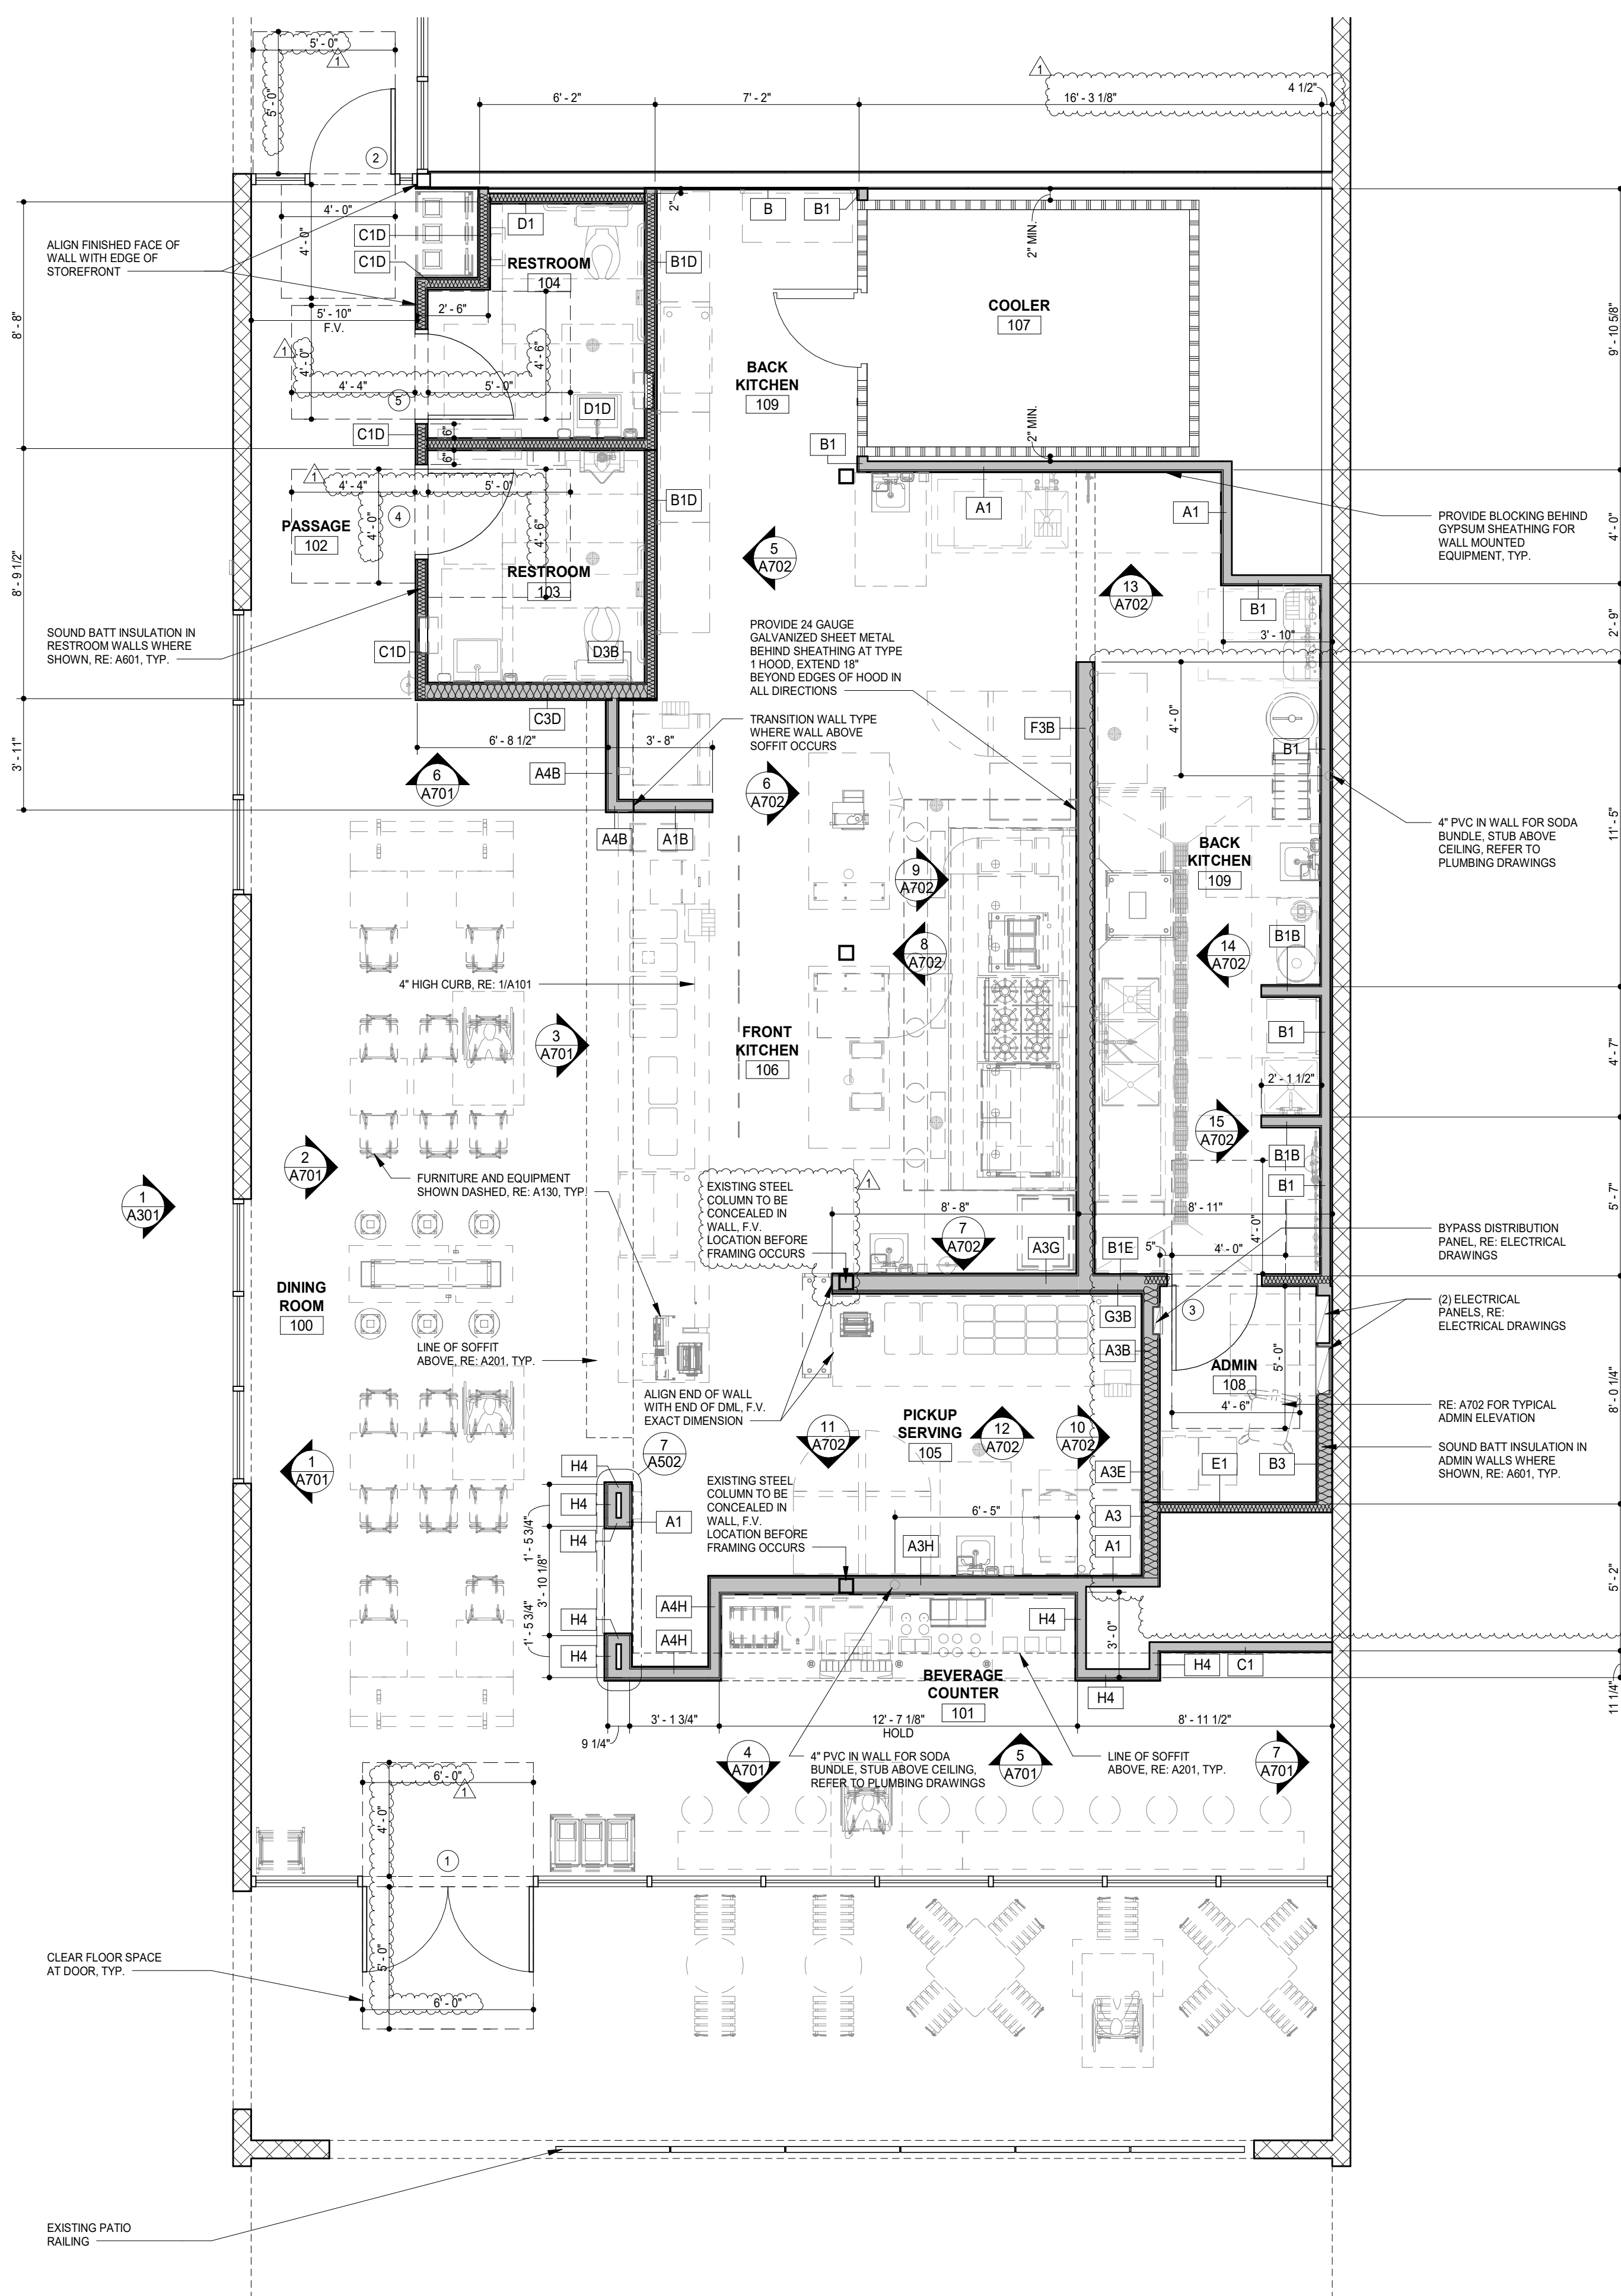 5' - 0"
1
5' - 0"
2
6' - 2"
7' - 2"
1
16' - 3 1/8"
4 1/2"
4' - 0"
4' - 0"
ALIGN FINISHED FACE OF
WALL WITH EDGE OF
STOREFRONT
C1D
C1D
D1
RESTROOM
104
B1D
2"
B
B1
2" MIN.
COOLER
107
8' - 8"
9' - 10 5/8"
5' - 10"
F.V.
2' - 6"
1
4' - 0"
4' - 6"
4' - 4"
5' - 0"
5
D1D
C1D
6"
6"
BACK
KITCHEN
109
2" MIN.
B1
1
4' - 4"
5' - 0"
4
4' - 0"
4' - 6"
PASSAGE
102
B1D
A1
A1
PROVIDE BLOCKING BEHIND
GYPSUM SHEATHING FOR
WALL MOUNTED
EQUIPMENT, TYP.
4' - 0"
5
A702
13
A702
RESTROOM
103
8' - 9 1/2"
SOUND BATT INSULATION IN
RESTROOM WALLS WHERE
SHOWN, RE: A601, TYP.
C1D
D3B
B1
3' - 10"
2' - 9"
PROVIDE 24 GAUGE
GALVANIZED SHEET METAL
BEHIND SHEATHING AT TYPE
1 HOOD, EXTEND 18"
BEYOND EDGES OF HOOD IN
ALL DIRECTIONS
C3D
TRANSITION WALL TYPE
WHERE WALL ABOVE
SOFFIT OCCURS
F3B
4' - 0"
B1
3' - 11"
6' - 8 1/2"
3' - 8"
A4B
6
A701
6
A702
A4B
A1B
4" PVC IN WALL FOR SODA
BUNDLE, STUB ABOVE
CEILING, REFER TO
PLUMBING DRAWINGS
11' - 5"
BACK
KITCHEN
109
9
A702
8
A702
B1B
14
A702
4" HIGH CURB, RE: 1/A101
3
A701
FRONT
KITCHEN
106
B1
4' - 7"
2' - 1 1/2"
15
A702
B1B
B1
2
A701
1
A301
FURNITURE AND EQUIPMENT
SHOWN DASHED, RE: A130, TYP.
EXISTING STEEL
COLUMN TO BE
CONCEALED IN
WALL, F.V.
LOCATION BEFORE
FRAMING OCCURS
1
8' - 8"
8' - 11"
5' - 7"
7
A702
A3G
B1E
5"
4' - 0"
4' - 0"
BYPASS DISTRIBUTION
PANEL, RE: ELECTRICAL
DRAWINGS
DINING
ROOM
100
G3B
3
A3B
(2) ELECTRICAL
PANELS, RE:
ELECTRICAL DRAWINGS
LINE OF SOFFIT
ABOVE, RE: A201, TYP.
ADMIN
108
5' - 0"
4' - 6"
8' - 0 1/4"
ALIGN END OF WALL
WITH END OF DML, F.V.
EXACT DIMENSION
PICKUP
SERVING
105
RE: A702 FOR TYPICAL
ADMIN ELEVATION
11
A702
12
A702
10
A702
SOUND BATT INSULATION IN
ADMIN WALLS WHERE
SHOWN, RE: A601, TYP.
1
A701
7
A502
H4
H4
H4
A1
A3E
E1
B3
EXISTING STEEL
COLUMN TO BE
CONCEALED IN
WALL, F.V.
LOCATION BEFORE
FRAMING OCCURS
6' - 5"
A3
A3H
A1
1' - 5 3/4"
3' - 10 1/8"
1' - 5 3/4"
5' - 2"
H4
H4
A4H
A4H
H4
3' - 0"
H4
C1
H4
BEVERAGE
COUNTER
101
11 1/4"
9 1/4"
3' - 1 3/4"
12' - 7 1/8"
HOLD
8' - 11 1/2"
4
A701
4" PVC IN WALL FOR SODA
BUNDLE, STUB ABOVE CEILING,
REFER TO PLUMBING DRAWINGS
5
A701
LINE OF SOFFIT
ABOVE, RE: A201, TYP.
7
A701
6' - 0"
1
4' - 0"
1
5' - 0"
6' - 0"
CLEAR FLOOR SPACE
AT DOOR, TYP.
EXISTING PATIO
RAILING